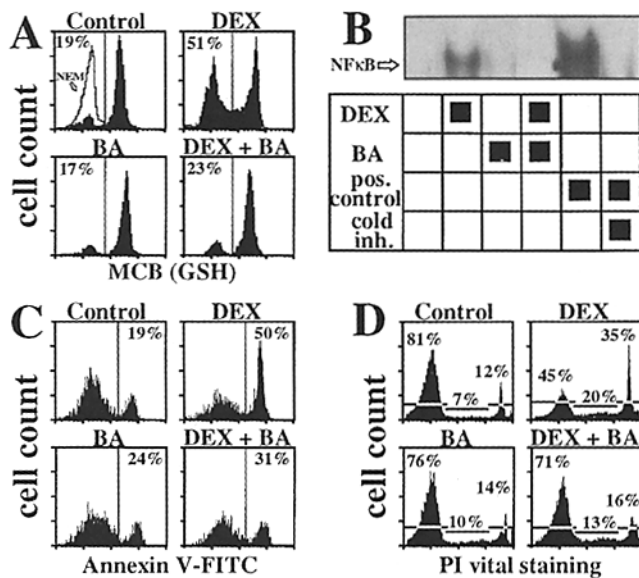 A
Control
DEX
19%
NEM
51%
BA
DEX + BA
17%
23%
cell count
MCB (GSH)
B
NFκB
DEX
BA
pos. control
cold inh.
C
Control
DEX
19%
50%
BA
DEX + BA
24%
31%
cell count
Annexin V-FITC
D
Control
DEX
81%
12%
7%
35%
45%
20%
BA
DEX + BA
76%
14%
10%
71%
16%
13%
cell count
PI vital staining